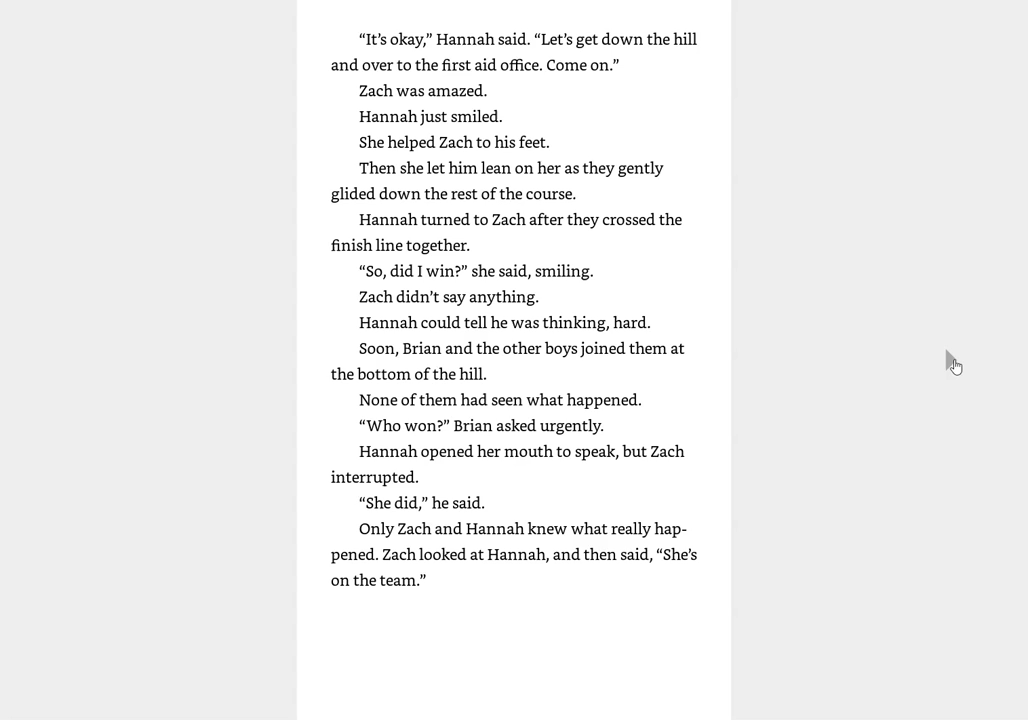 “It’s okay,” Hannah said. “Let’s get down the hill
and over to the first aid office. Come on.”
Zach was amazed.
Hannah just smiled.
She helped Zach to his feet.
Then she let him lean on her as they gently
glided down the rest of the course.
Hannah turned to Zach after they crossed the
finish line together.
“So, did I win?” she said, smiling.
Zach didn’t say anything.
Hannah could tell he was thinking, hard.
Soon, Brian and the other boys joined them at
the bottom of the hill.
None of them had seen what happened.
“Who won?” Brian asked urgently.
Hannah opened her mouth to speak, but Zach
interrupted.
“She did,” he said.
Only Zach and Hannah knew what really hap-
pened. Zach looked at Hannah, and then said, “She’s
on the team.”